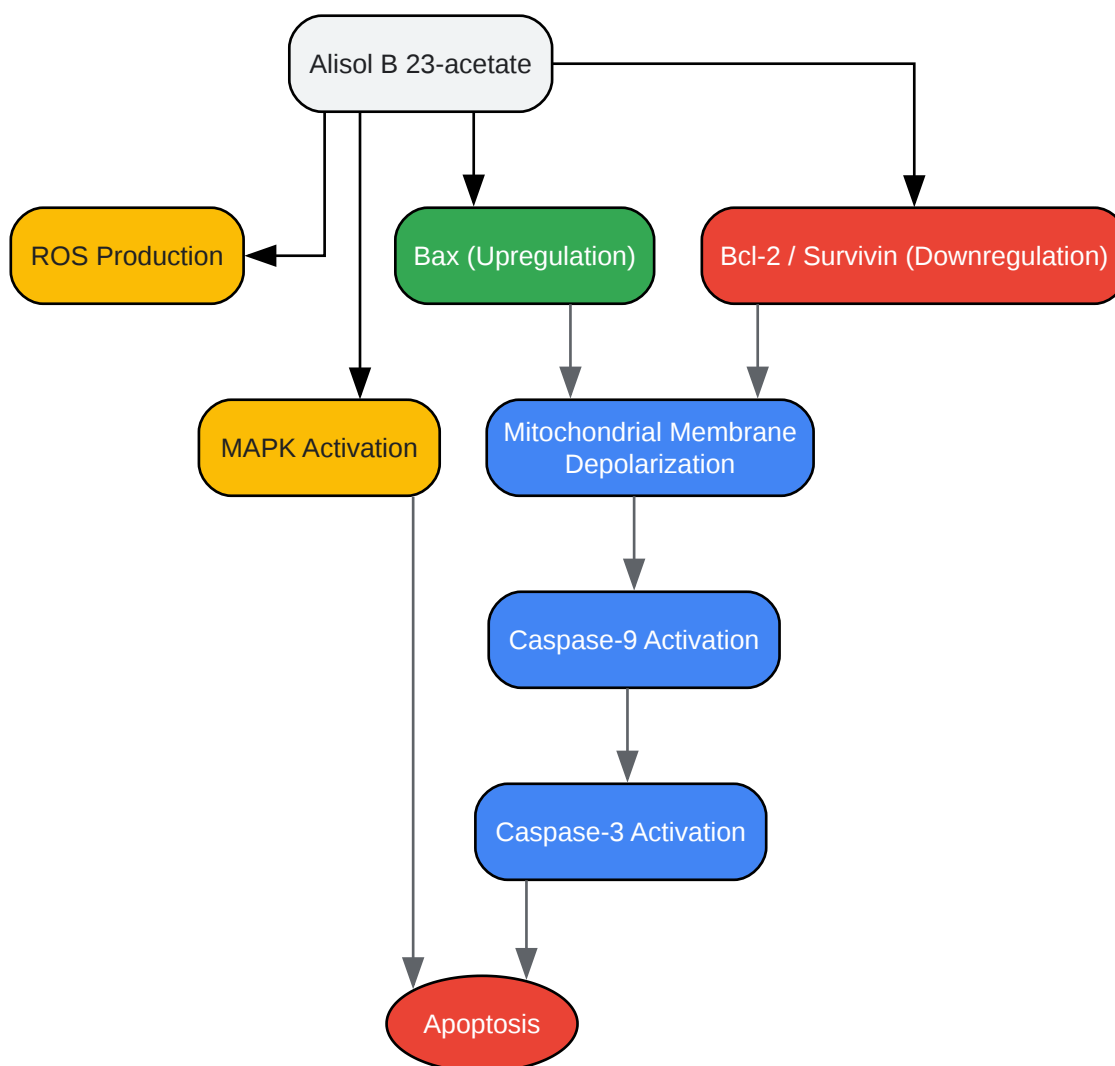 Alisol B 23-acetate
ROS Production
Bax (Upregulation)
Bcl-2 / Survivin (Downregulation)
MAPK Activation
Mitochondrial Membrane
Depolarization
Caspase-9 Activation
Caspase-3 Activation
Apoptosis